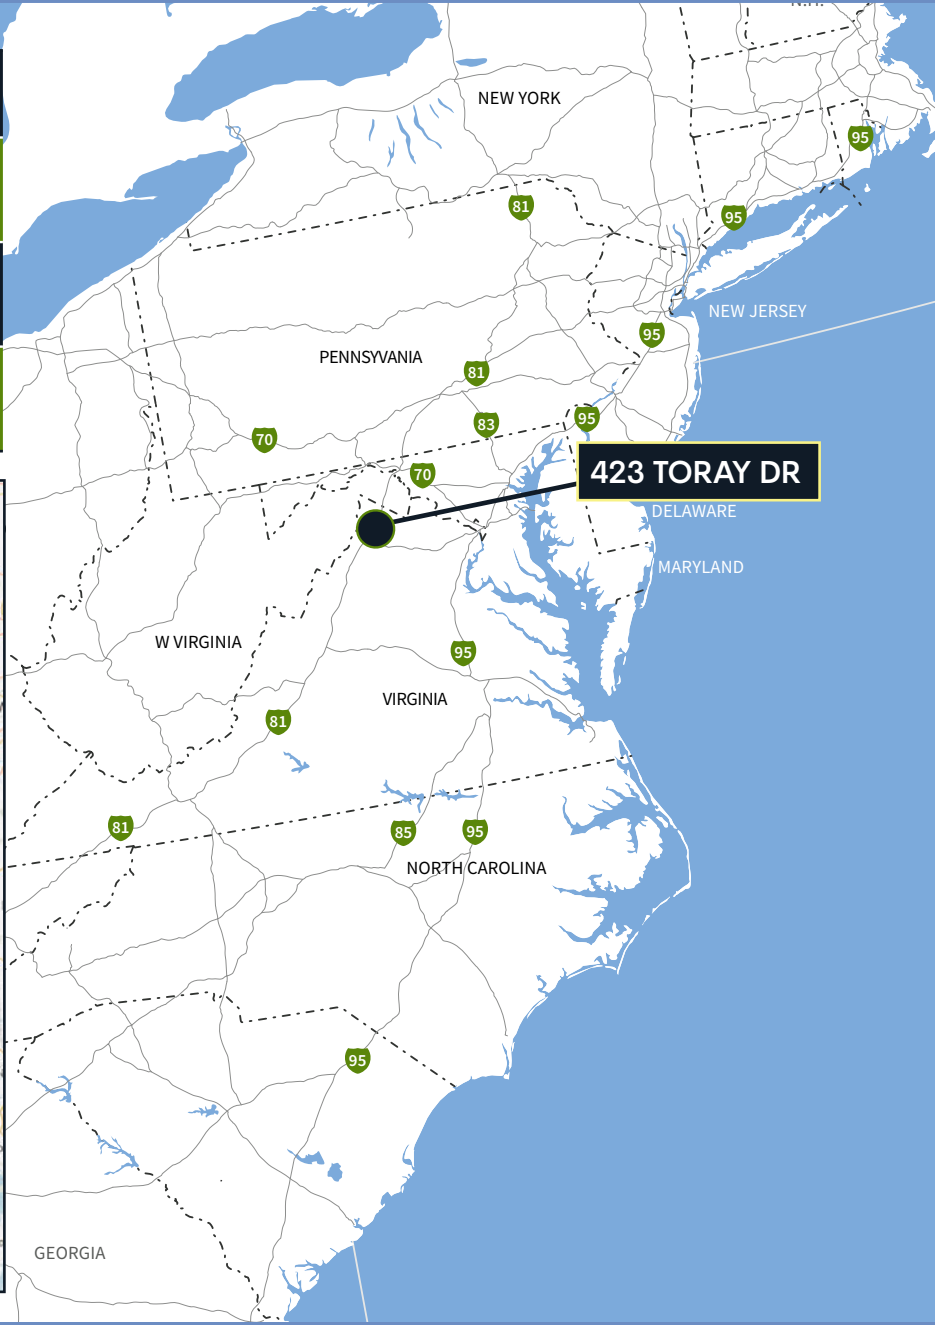 NEW YORK
95
81
95
NEW JERSEY
95
PENNSYVANIA
81
83
95
70
70
423 TORAY DR
DELAWARE
MARYLAND
W VIRGINIA
95
VIRGINIA
81
81
85
95
NORTH CAROLINA
95
GEORGIA